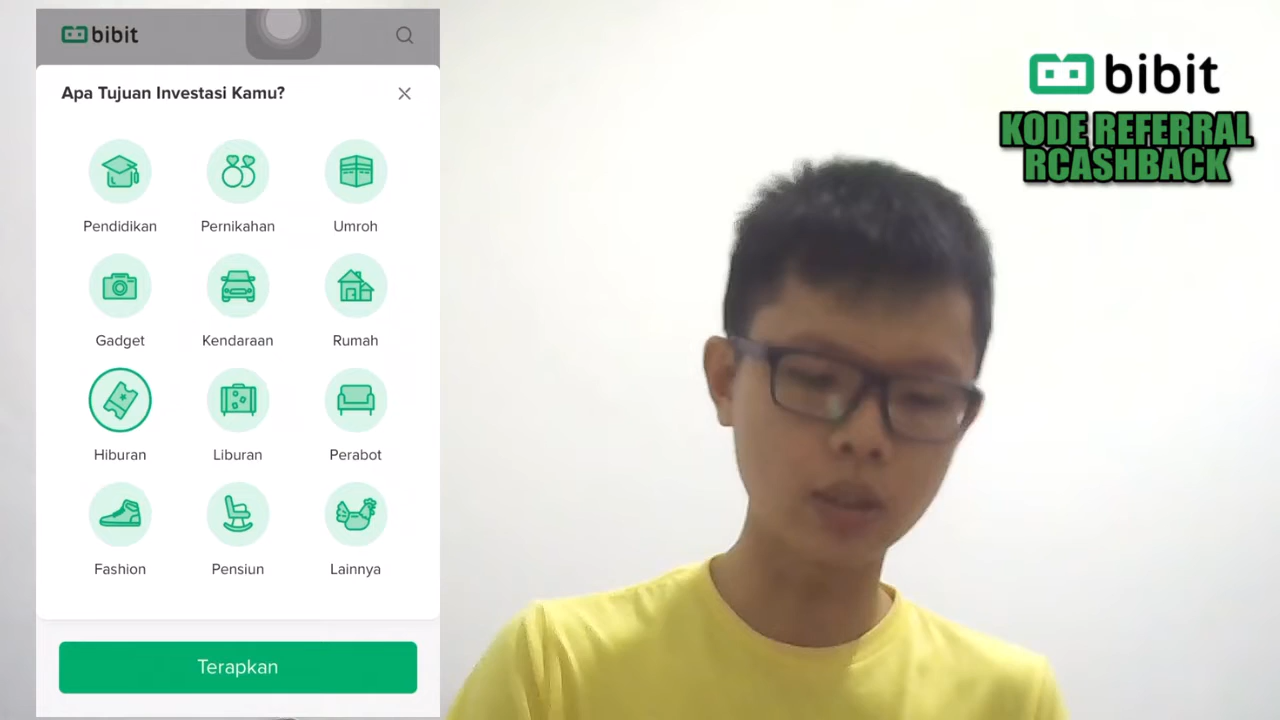 bibit
Apa Tujuan Investasi Kamu?
Pendidikan
Pernikahan
Umroh
Gadget
Kendaraan
Rumah
Hiburan
Liburan
Perabot
Fashion
Pensiun
Lainnya
Terapkan
bibit
KODE REFERRAL
RCASHBACK